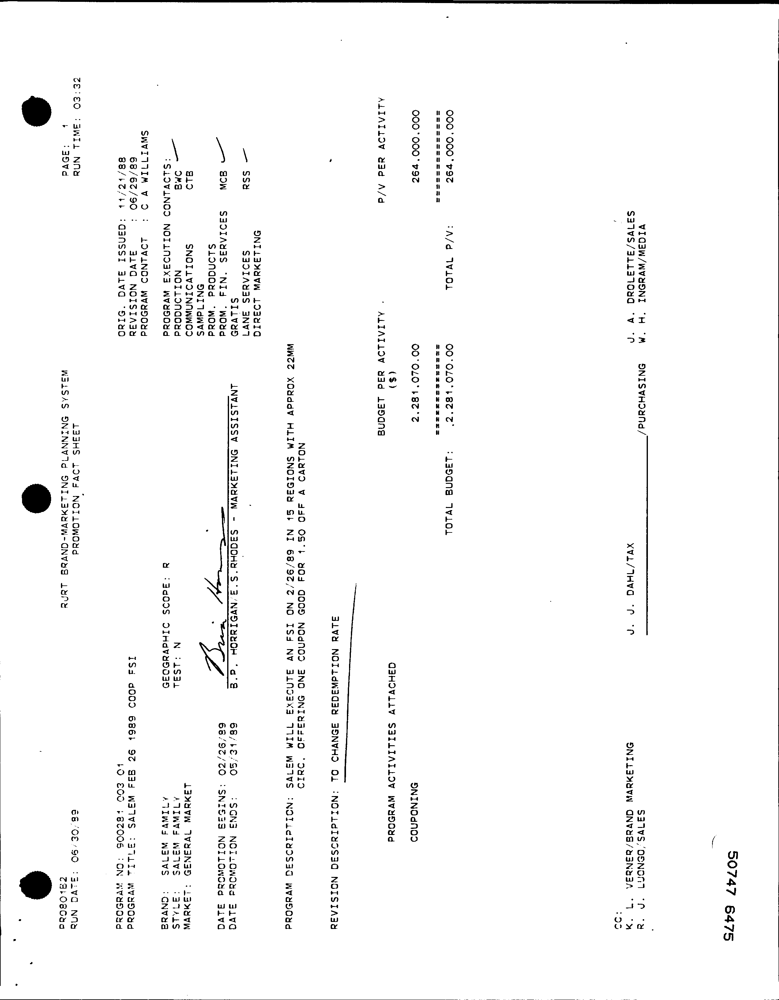 PROBO1B2 RJRT BRAND-MARKETING PLANNING SYSTEM PAGE: 1
RUN DATE: 06/30/89 PROMOTION FACT SHEET RUN TIME: 03:32
PROGRAM NO: 900281 003 01 ORIG. DATE ISSUED: 11/21/88
PROGRAM TITLE: SALEM FEB 26 1989 COOP FSI REVISION DATE : 06/29/89
PROGRAM CONTACT : C A WILLIAMS
BRAND: SALEM FAMILY GEOGRAPHIC SCOPE: R PROGRAM EXECUTION CONTACTS:
STYLE: SALEM FAMILY TEST: N PRODUCTION BWC
MARKET: GENERAL MARKET COMMUNICATIONS CTB
SAMPLING
PROM. PRODUCTS
DATE PROMOTION BEGINS: 02/26/89 PROM. FIN. SERVICES MCB
DATE PROMOTION ENDS: 05/31/89 B.P. HORRIGAN/E.S.RHODES - MARKETING ASSISTANT GRATIS
LANE SERVICES RSS
DIRECT MARKETING
PROGRAM DESCRIPTION: SALEM WILL EXECUTE AN FSI ON 2/26/89 IN 15 REGIONS WITH APPROX 22MM
CIRC. OFFERING ONE COUPON GOOD FOR 1.50 OFF A CARTON
REVISION DESCRIPTION: TO CHANGE REDEMPTION RATE
BUDGET PER ACTIVITY P/V PER ACTIVITY
PROGRAM ACTIVITIES ATTACHED ($)
COUPONING 2,281,070.00 264,000,000
============== ==============
TOTAL BUDGET: 2,281,070.00 TOTAL P/V: 264,000,000
CC:
K. L. VERNER/BRAND MARKETING J. J. DAHL/TAX /PURCHASING J. A. DROLETTE/SALES
R. J. LUONGO/SALES W. H. INGRAM/MEDIA
50747 6475